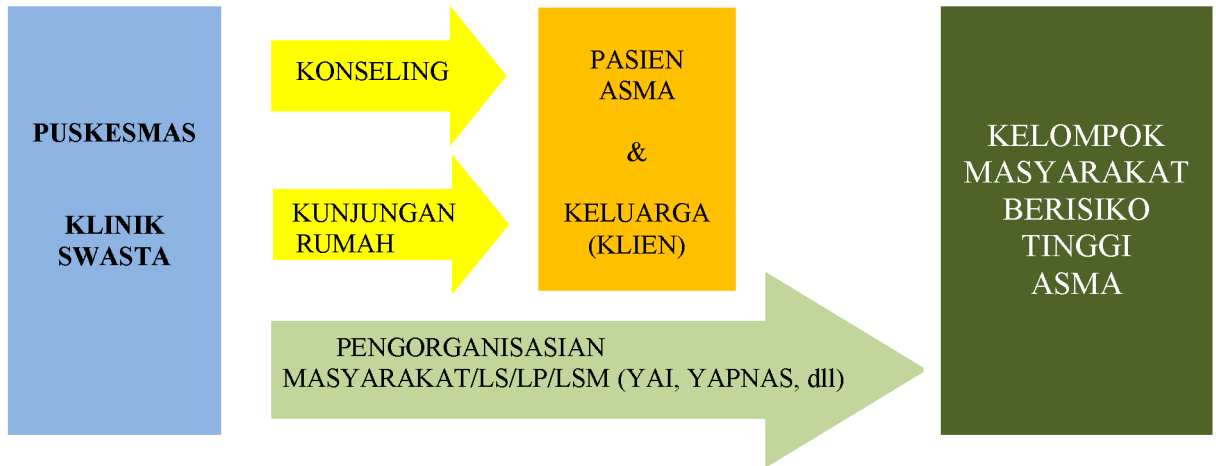 PUSKESMAS
KLINIK
SWASTA
KONSELING
KUNJUNGAN
RUMAH
PASIEN
ASMA
&
KELUARGA
(KLIEN)
PENGORGANISASIAN
MASYARAKAT/LS/LP/LSM (YAI, YAPNAS, dll)
KELOMPOK
MASYARAKAT
BERISIKO
TINGGI
ASMA